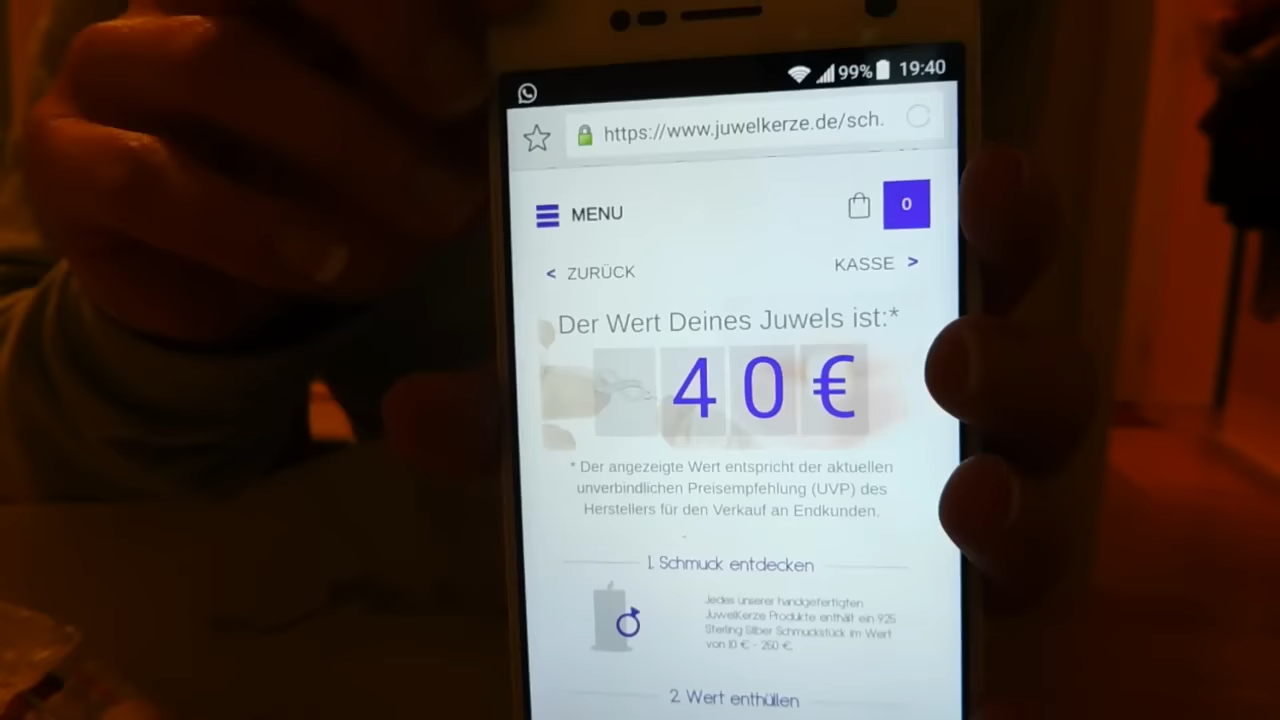 99% 19:40
https://www.juwelkerze.de/sch.
MENU
0
< ZURÜCK
KASSE >
Der Wert Deines Juwels ist:*
40€
* Der angezeigte Wert entspricht der aktuellen
unverbindlichen Preisempfehlung (UVP) des
Herstellers für den Verkauf an Endkunden.
1. Schmuck entdecken
Jedes unserer handgefertigten
JuwelKerze Produkte enthält ein 925
Sterling Silber Schmuckstück im Wert
von 10 € - 250 €.
2. Wert enthüllen